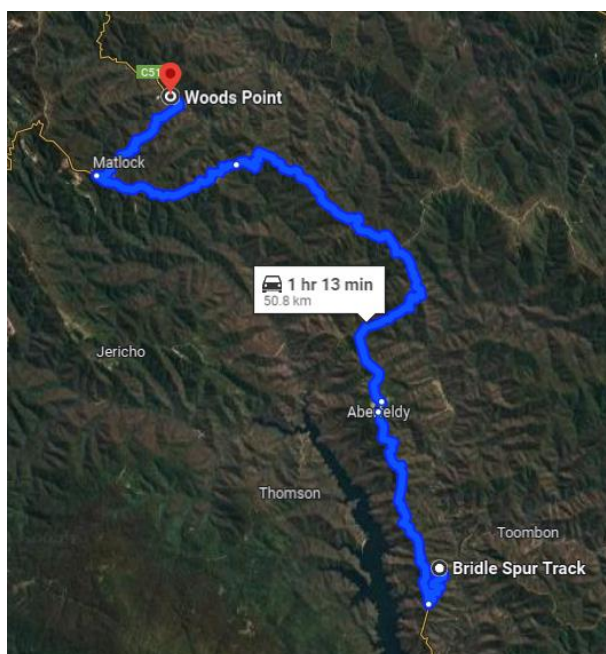 C51
Woods Point
Matlock
1 hr 13 min
50.8 km
Jericho
Aberfeldy
Thomson
Toombon
Bridle Spur Track